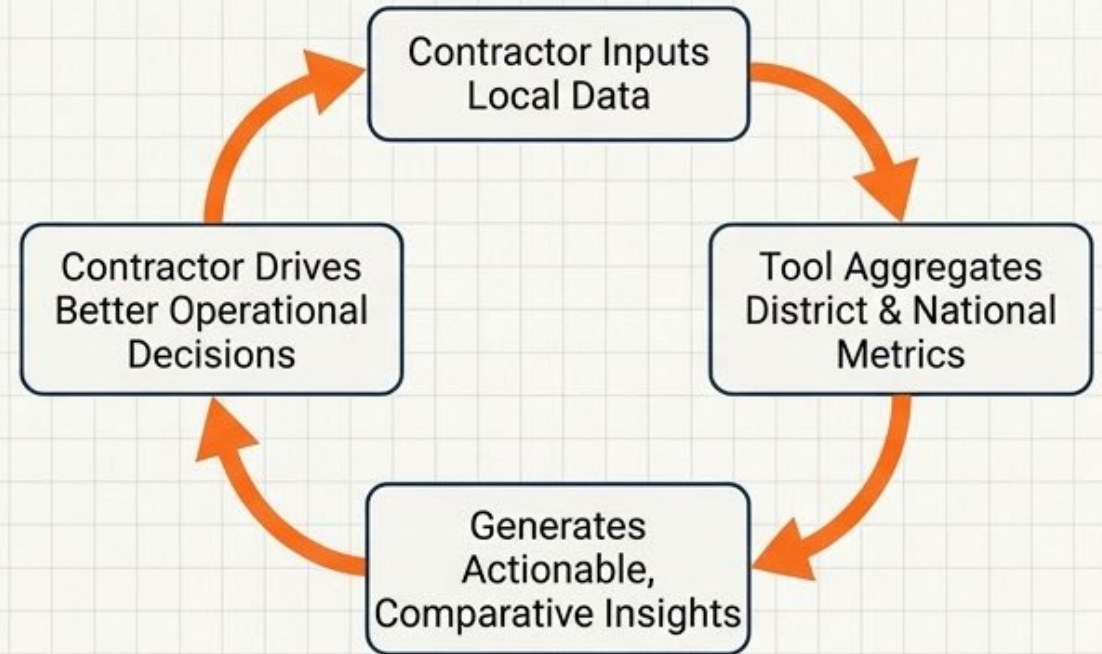 Contractor Inputs
Local Data
Tool Aggregates
District & National
Metrics
Generates
Actionable,
Comparative Insights
Contractor Drives
Better Operational
Decisions